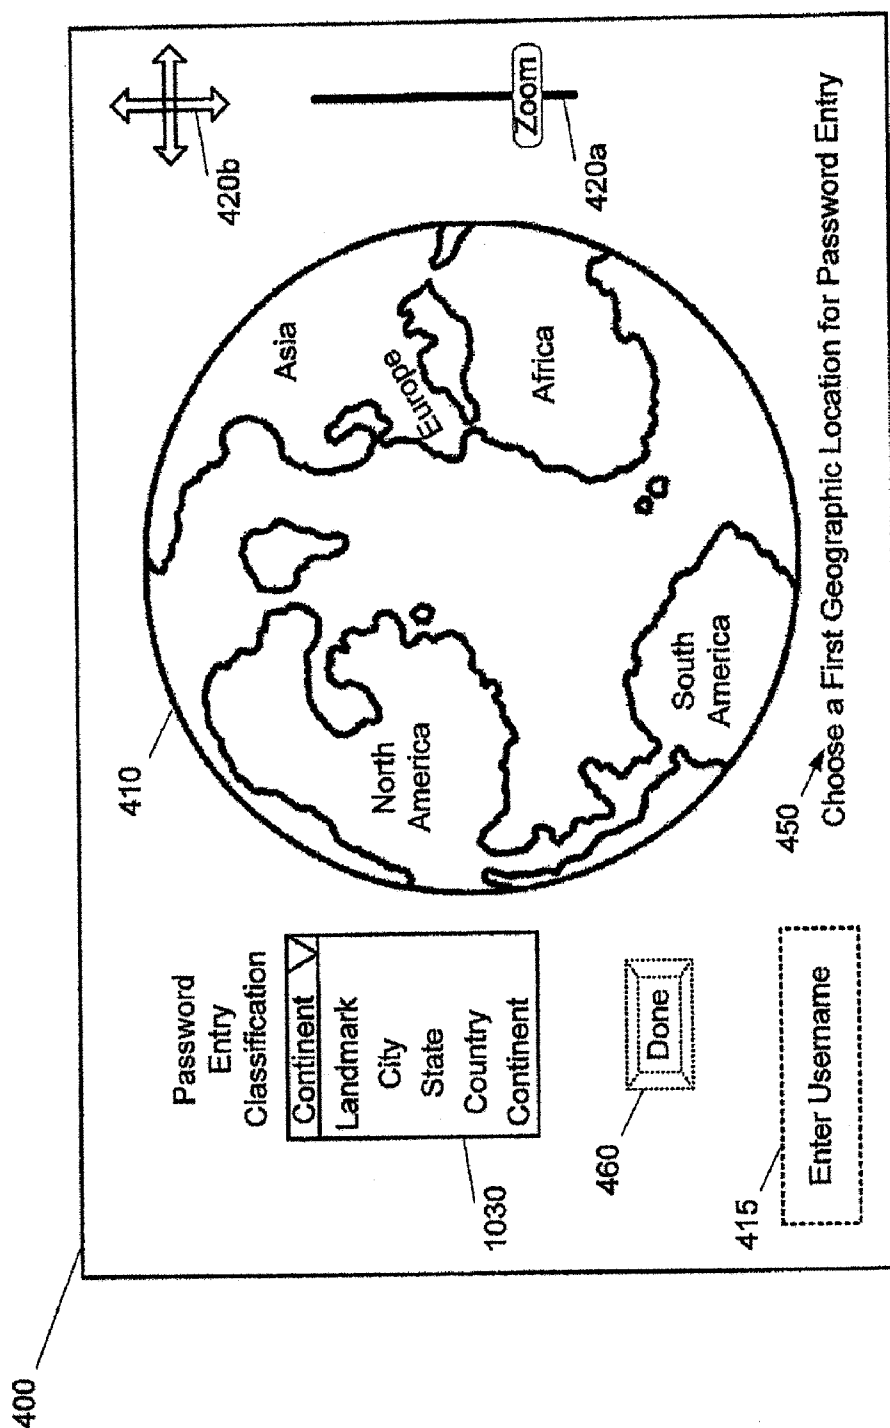 400
Password
Entry
Classification
Continent
Landmark
City
State
Country
Continent
1030
460
Done
415
Enter Username
410
North
America
South
America
Asia
Europe
Africa
420b
Zoom
420a
450
Choose a First Geographic Location for Password Entry